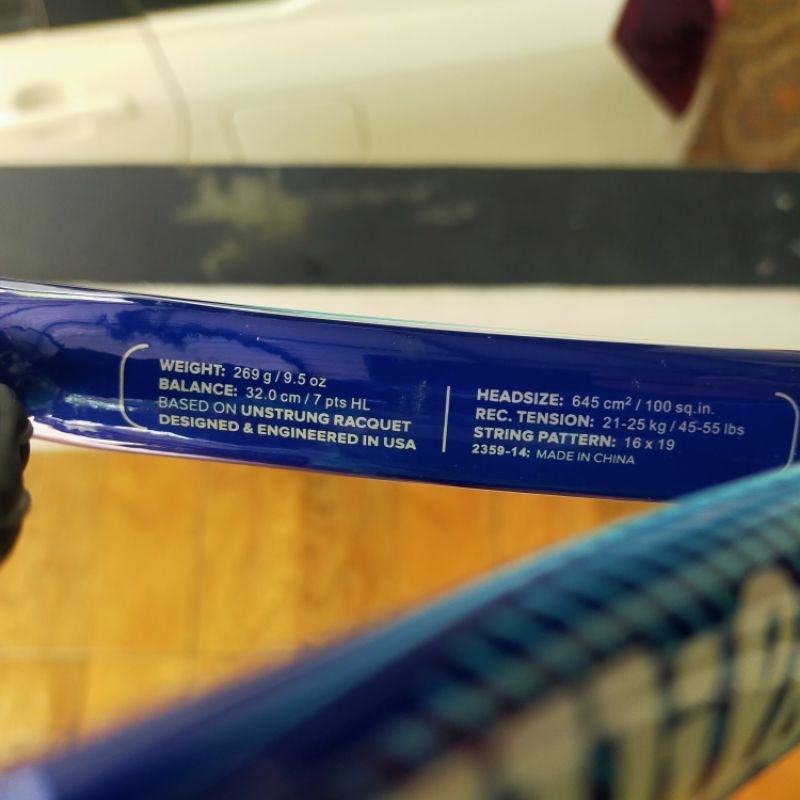 WEIGHT: 269 g / 9.5 oz
BALANCE: 32.0 cm / 7 pts HL
BASED ON UNSTRUNG RACQUET
DESIGNED & ENGINEERED IN USA
HEADSIZE: 645 cm² / 100 sq.in.
REC. TENSION: 21-25 kg / 45-55 lbs
STRING PATTERN: 16 x 19
2359-14: MADE IN CHINA